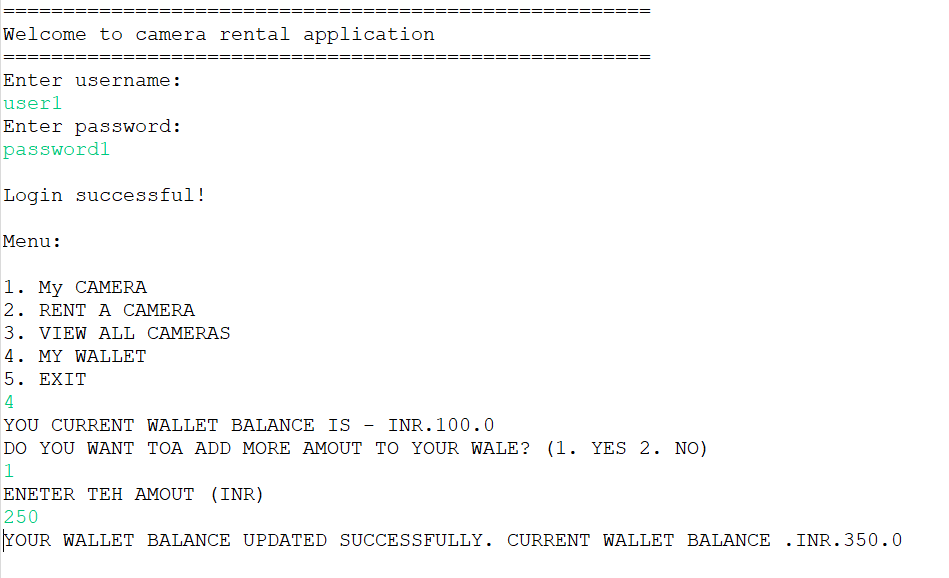 ======================================================
Welcome to camera rental application
======================================================
Enter username:
user1
Enter password:
password1
Login successful!
Menu:
1. My CAMERA
2. RENT A CAMERA
3. VIEW ALL CAMERAS
4. MY WALLET
5. EXIT
4
YOU CURRENT WALLET BALANCE IS - INR.100.0
DO YOU WANT TOA ADD MORE AMOUT TO YOUR WALE? (1. YES 2. NO)
1
ENETER TEH AMOUT (INR)
250
YOUR WALLET BALANCE UPDATED SUCCESSFULLY. CURRENT WALLET BALANCE .INR.350.0